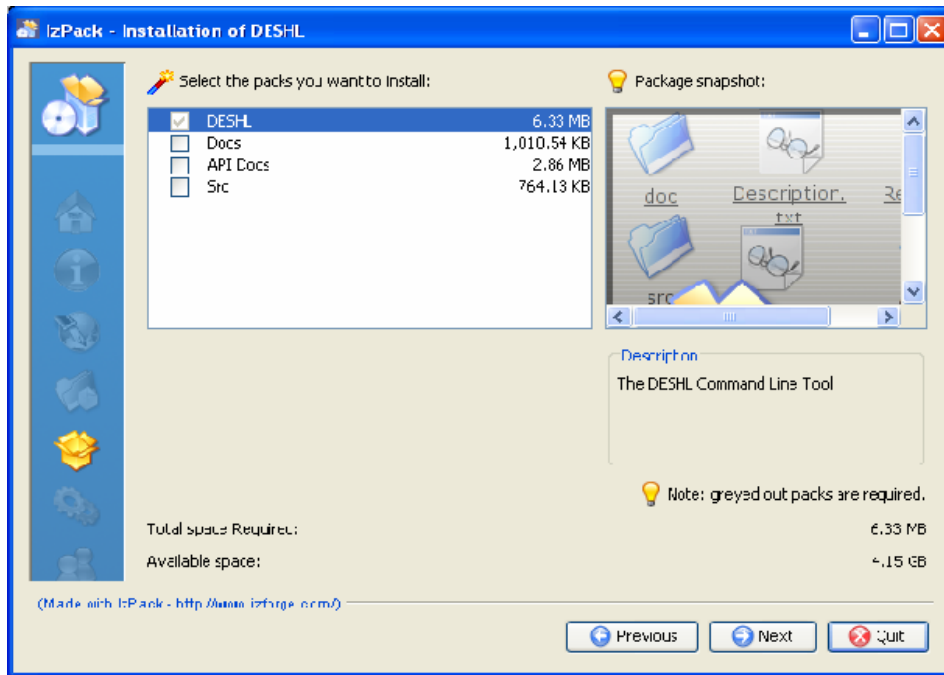 IzPack - Installation of DESHL
Select the packs you want to install:
Package snapshot:
DESHL 6.33 MB
Docs 1,010.54 KB
API Docs 2.86 MB
Src 764.13 KB
doc
Description.
txt
Re
src
Description
The DESHL Command Line Tool
Note: greyed out packs are required.
Total space Required: 6.33 MB
Available space: 4.15 GB
(Made with IzPack - http://www.izforge.com/)
Previous
Next
Quit